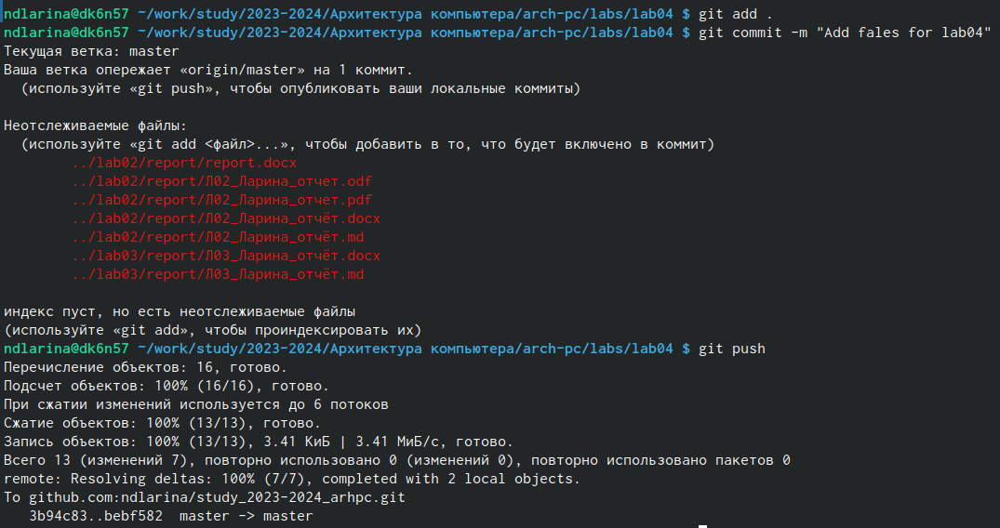 ndlarina@dk6n57 ~/work/study/2023-2024/Архитектура компьютера/arch-pc/labs/lab04 $ git add .
ndlarina@dk6n57 ~/work/study/2023-2024/Архитектура компьютера/arch-pc/labs/lab04 $ git commit -m "Add fales for lab04"
Текущая ветка: master
Ваша ветка опережает «origin/master» на 1 коммит.
  (используйте «git push», чтобы опубликовать ваши локальные коммиты)

Неотслеживаемые файлы:
  (используйте «git add <файл>...», чтобы добавить в то, что будет включено в коммит)
        ../lab02/report/report.docx
        ../lab02/report/Л02_Ларина_отчет.odf
        ../lab02/report/Л02_Ларина_отчет.pdf
        ../lab02/report/Л02_Ларина_отчёт.docx
        ../lab02/report/Л02_Ларина_отчёт.md
        ../lab03/report/Л03_Ларина_отчёт.docx
        ../lab03/report/Л03_Ларина_отчёт.md

индекс пуст, но есть неотслеживаемые файлы
(используйте «git add», чтобы проиндексировать их)
ndlarina@dk6n57 ~/work/study/2023-2024/Архитектура компьютера/arch-pc/labs/lab04 $ git push
Перечисление объектов: 16, готово.
Подсчет объектов: 100% (16/16), готово.
При сжатии изменений используется до 6 потоков
Сжатие объектов: 100% (13/13), готово.
Запись объектов: 100% (13/13), 3.41 КиБ | 3.41 МиБ/с, готово.
Всего 13 (изменений 7), повторно использовано 0 (изменений 0), повторно использовано пакетов 0
remote: Resolving deltas: 100% (7/7), completed with 2 local objects.
To github.com:ndlarina/study_2023-2024_arhpc.git
   3b94c83..bebf582  master -> master